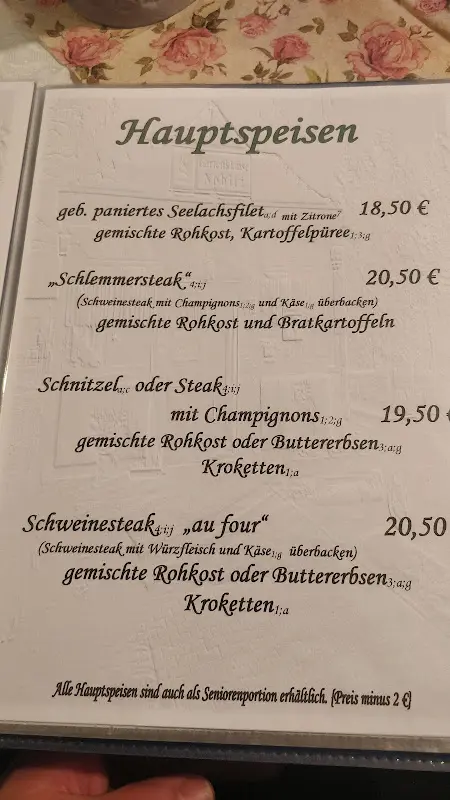 Hauptspeisen
geb. paniertes Seelachsfilet a;d mit Zitrone 7 18,50 €
gemischte Rohkost, Kartoffelpüree 1;3;g
„Schlemmersteak“ 4;i;j 20,50 €
(Schweinesteak mit Champignons 1;2;g und Käse 1;g überbacken)
gemischte Rohkost und Bratkartoffeln
Schnitzel a;c oder Steak 4;i;j
mit Champignons 1;2;g 19,50 €
gemischte Rohkost oder Buttererbsen 3;a;g
Kroketten 1;a
Schweinesteak 4;i;j „au four“ 20,50
(Schweinesteak mit Würzfleisch und Käse 1;g überbacken)
gemischte Rohkost oder Buttererbsen 3;a;g
Kroketten 1;a
Alle Hauptspeisen sind auch als Seniorenportion erhältlich. {Preis minus 2 €}